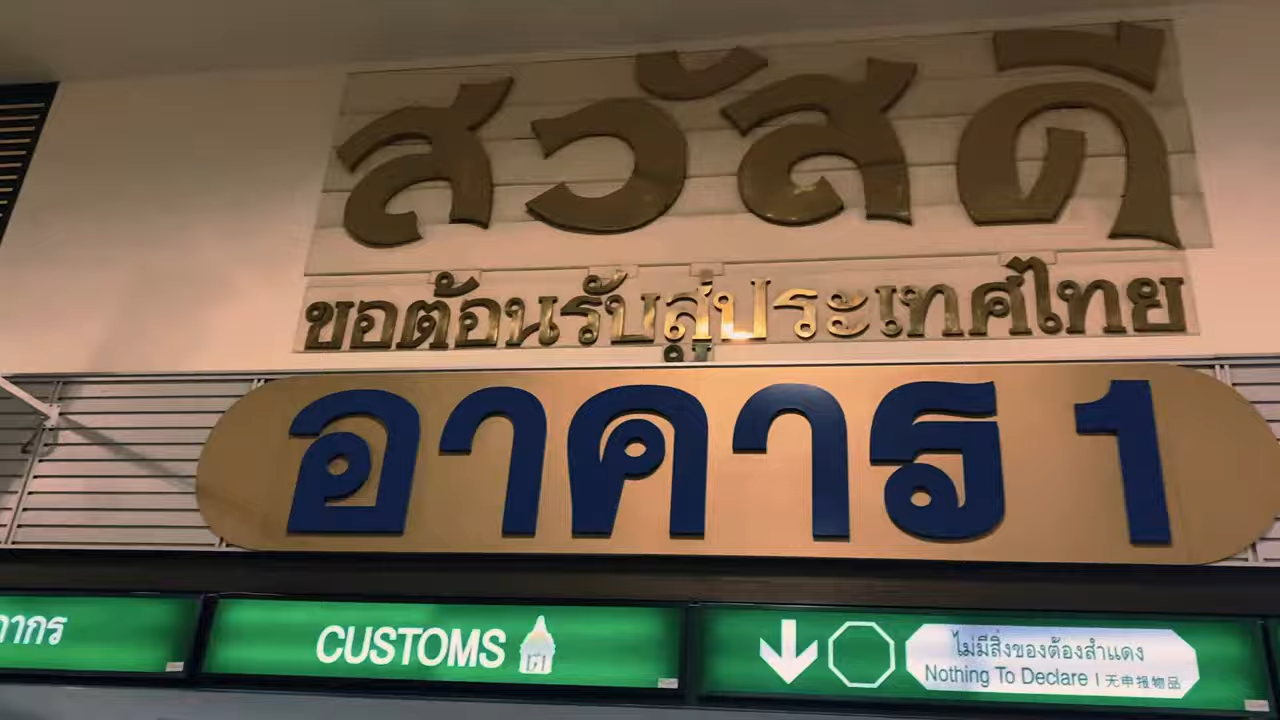 สวัสดี
ขอต้อนรับสู่ประเทศไทย
อาคาร 1
CUSTOMS
ไม่มีสิ่งของต้องสำแดง
Nothing To Declare | 无申报物品